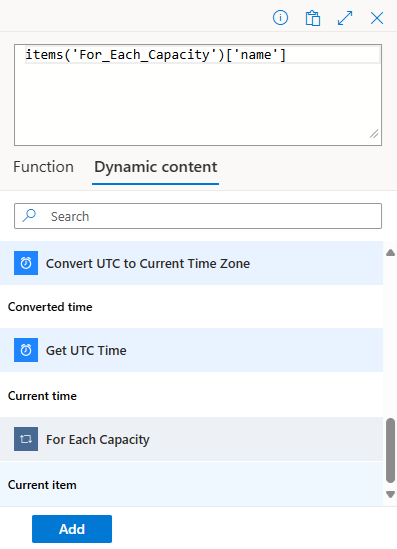 items('For_Each_Capacity')['name']
Function Dynamic content
Search
Convert UTC to Current Time Zone
Converted time
Get UTC Time
Current time
For Each Capacity
Current item
Add